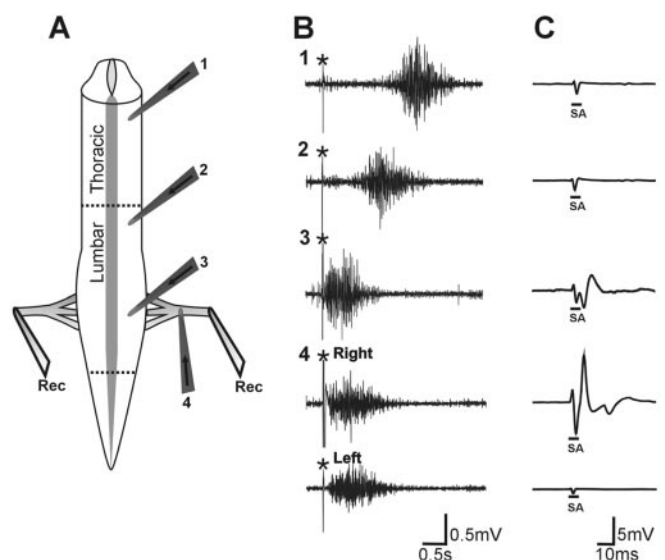 A
B
C
1
2
3
4
Thoracic
Lumbar
Rec
Rec
1 *
2 *
3 *
4 * Right
* Left
0.5mV
0.5s
SA
SA
SA
SA
SA
5mV
10ms